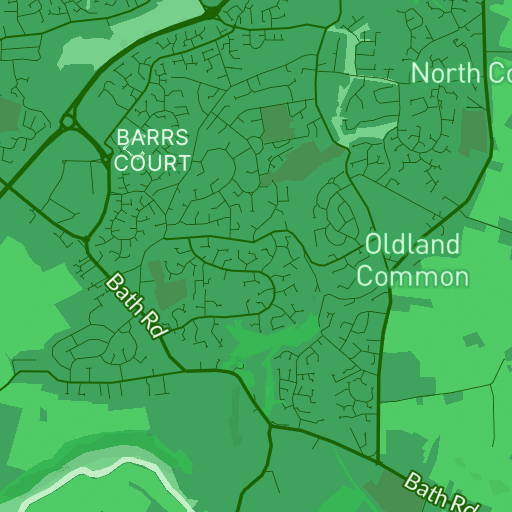 North Co
BARRS
COURT
Oldland
Common
Bath Rd
Bath Rd